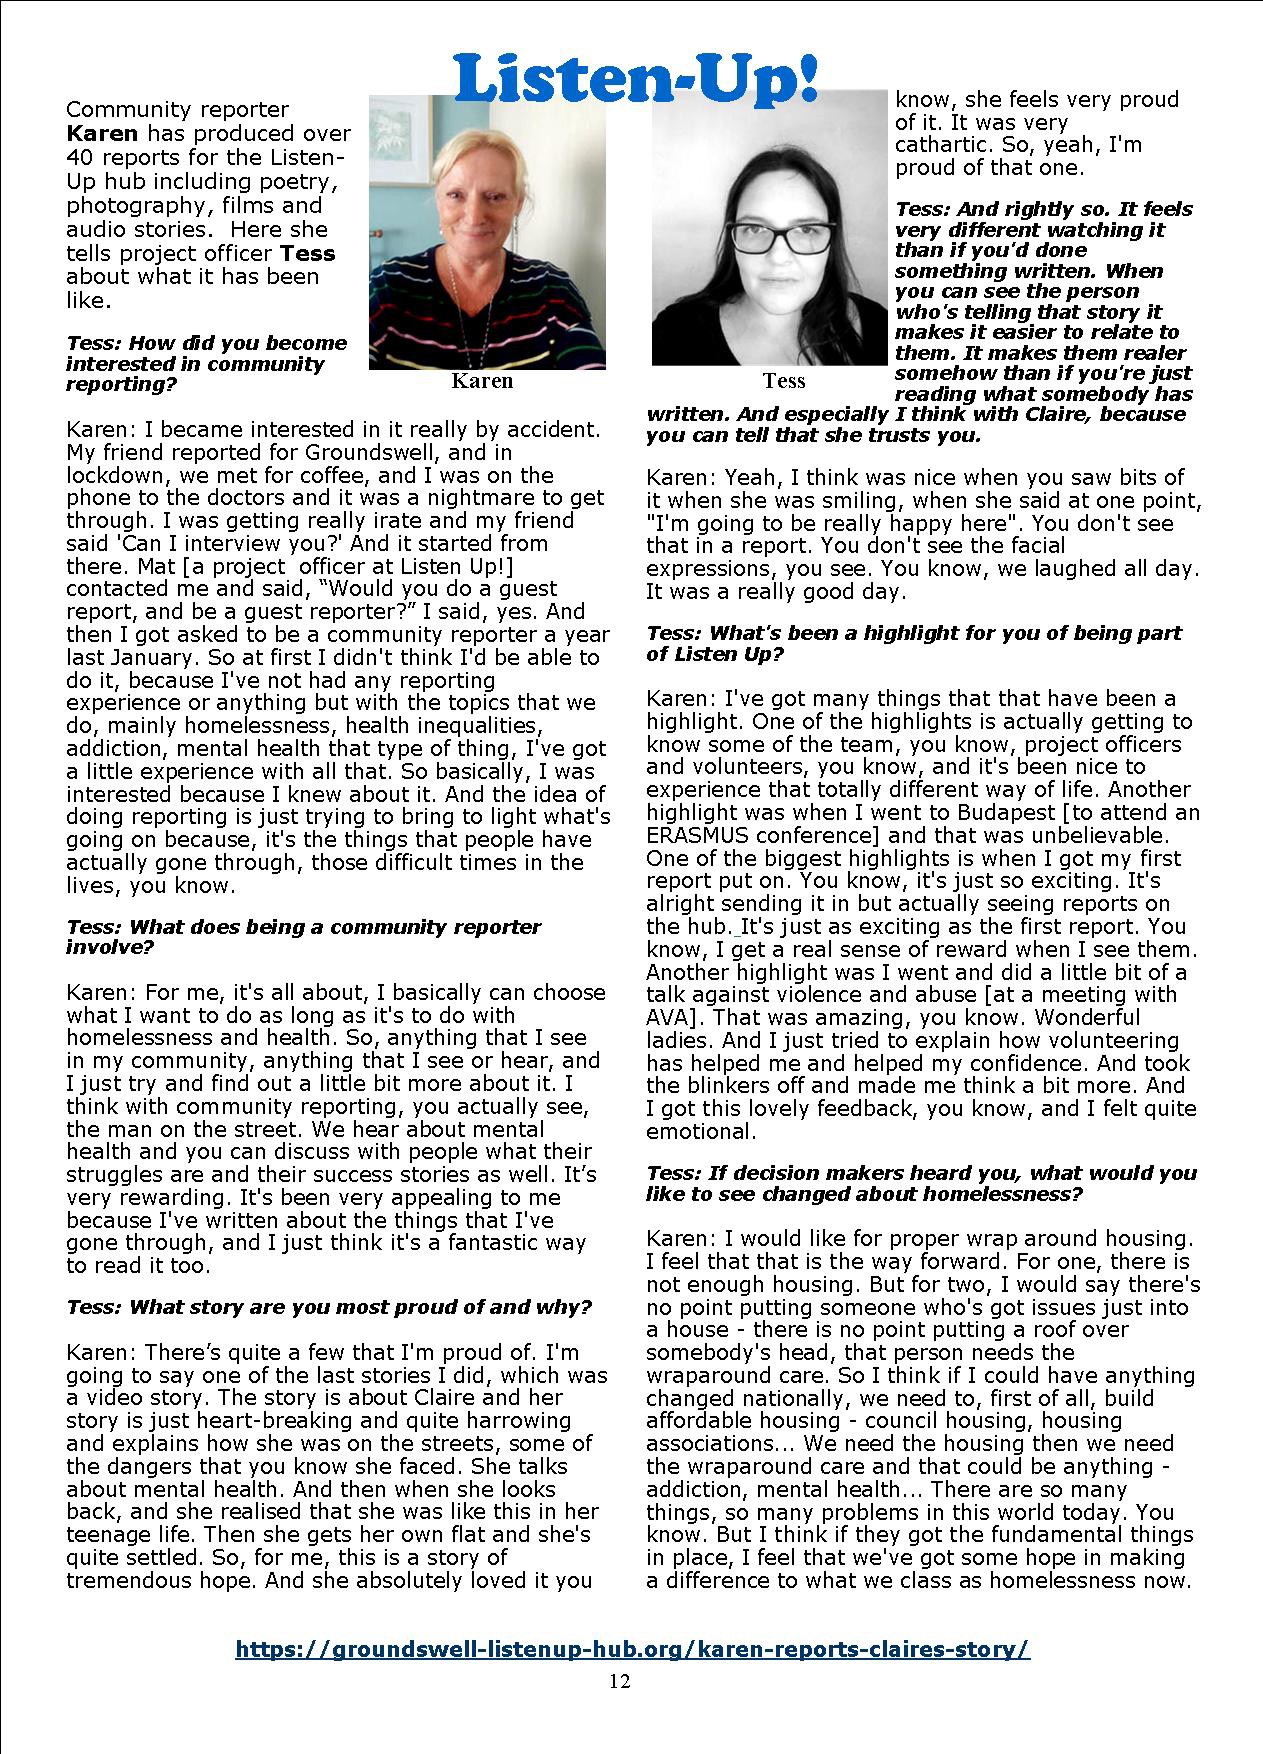 Listen-Up!
Community reporter
Karen has produced over
40 reports for the Listen-
Up hub including poetry,
photography, films and
audio stories.  Here she
tells project officer Tess
about what it has been
like.
Tess: How did you become
interested in community
reporting?
Karen
Karen: I became interested in it really by accident.
My friend reported for Groundswell, and in
lockdown, we met for coffee, and I was on the
phone to the doctors and it was a nightmare to get
through. I was getting really irate and my friend
said 'Can I interview you?' And it started from
there. Mat [a project  officer at Listen Up!]
contacted me and said, “Would you do a guest
report, and be a guest reporter?” I said, yes. And
then I got asked to be a community reporter a year
last January. So at first I didn't think I'd be able to
do it, because I've not had any reporting
experience or anything but with the topics that we
do, mainly homelessness, health inequalities,
addiction, mental health that type of thing, I've got
a little experience with all that. So basically, I was
interested because I knew about it. And the idea of
doing reporting is just trying to bring to light what's
going on because, it's the things that people have
actually gone through, those difficult times in the
lives, you know.
Tess: What does being a community reporter
involve?
Karen: For me, it's all about, I basically can choose
what I want to do as long as it's to do with
homelessness and health. So, anything that I see
in my community, anything that I see or hear, and
I just try and find out a little bit more about it. I
think with community reporting, you actually see,
the man on the street. We hear about mental
health and you can discuss with people what their
struggles are and their success stories as well. It’s
very rewarding. It's been very appealing to me
because I've written about the things that I've
gone through, and I just think it's a fantastic way
to read it too.
Tess: What story are you most proud of and why?
Karen: There’s quite a few that I'm proud of. I'm
going to say one of the last stories I did, which was
a video story. The story is about Claire and her
story is just heart-breaking and quite harrowing
and explains how she was on the streets, some of
the dangers that you know she faced. She talks
about mental health. And then when she looks
back, and she realised that she was like this in her
teenage life. Then she gets her own flat and she's
quite settled. So, for me, this is a story of
tremendous hope. And she absolutely loved it you
Tess
know, she feels very proud
of it. It was very
cathartic. So, yeah, I'm
proud of that one.
Tess: And rightly so. It feels
very different watching it
than if you'd done
something written. When
you can see the person
who's telling that story it
makes it easier to relate to
them. It makes them realer
somehow than if you're just
reading what somebody has
written. And especially I think with Claire, because
you can tell that she trusts you.
Karen: Yeah, I think was nice when you saw bits of
it when she was smiling, when she said at one point,
"I'm going to be really happy here". You don't see
that in a report. You don't see the facial
expressions, you see. You know, we laughed all day.
It was a really good day.
Tess: What's been a highlight for you of being part
of Listen Up?
Karen: I've got many things that that have been a
highlight. One of the highlights is actually getting to
know some of the team, you know, project officers
and volunteers, you know, and it's been nice to
experience that totally different way of life. Another
highlight was when I went to Budapest [to attend an
ERASMUS conference] and that was unbelievable.
One of the biggest highlights is when I got my first
report put on. You know, it's just so exciting. It's
alright sending it in but actually seeing reports on
the hub. It's just as exciting as the first report. You
know, I get a real sense of reward when I see them.
Another highlight was I went and did a little bit of a
talk against violence and abuse [at a meeting with
AVA]. That was amazing, you know. Wonderful
ladies. And I just tried to explain how volunteering
has helped me and helped my confidence. And took
the blinkers off and made me think a bit more. And
I got this lovely feedback, you know, and I felt quite
emotional.
Tess: If decision makers heard you, what would you
like to see changed about homelessness?
Karen: I would like for proper wrap around housing.
I feel that that is the way forward. For one, there is
not enough housing. But for two, I would say there's
no point putting someone who's got issues just into
a house - there is no point putting a roof over
somebody's head, that person needs the
wraparound care. So I think if I could have anything
changed nationally, we need to, first of all, build
affordable housing - council housing, housing
associations... We need the housing then we need
the wraparound care and that could be anything -
addiction, mental health... There are so many
things, so many problems in this world today. You
know. But I think if they got the fundamental things
in place, I feel that we've got some hope in making
a difference to what we class as homelessness now.
https://groundswell-listenup-hub.org/karen-reports-claires-story/
12